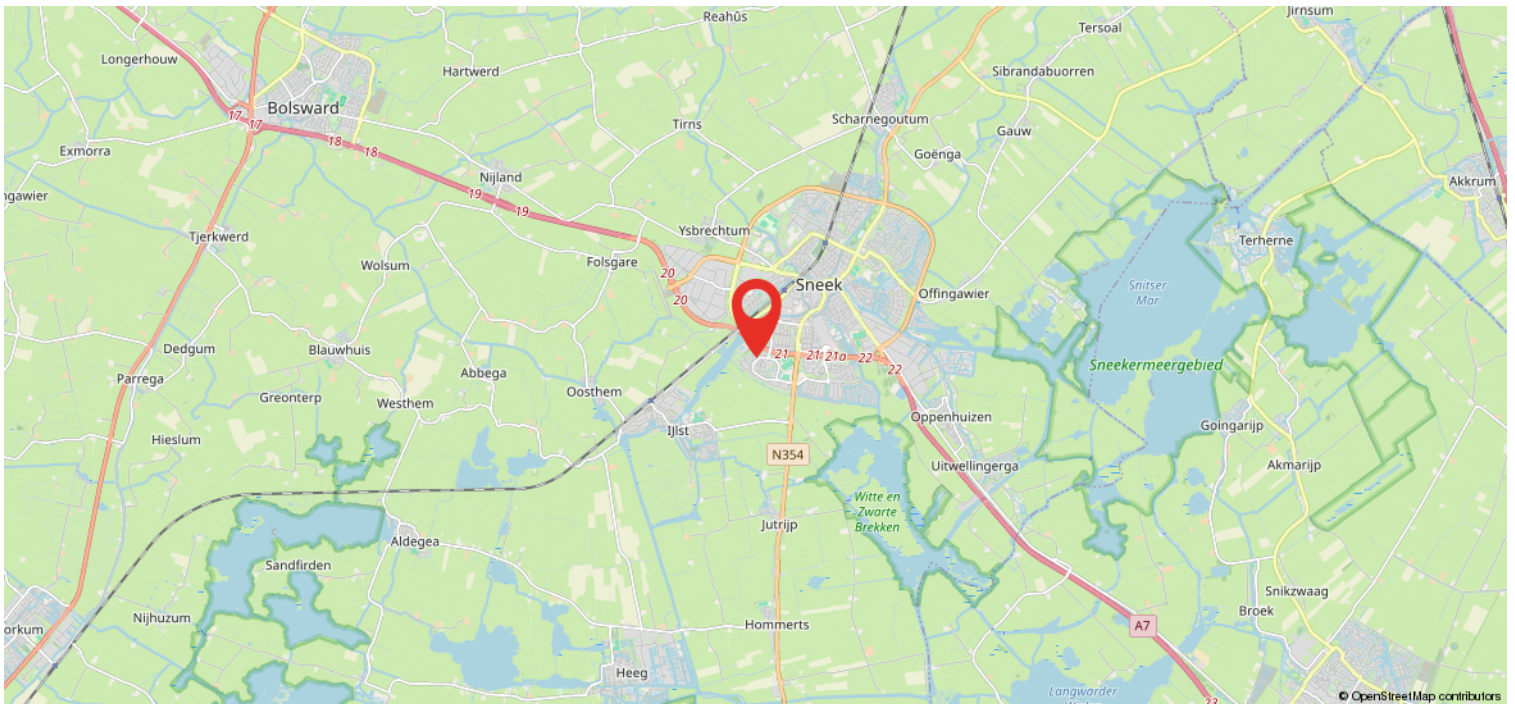 Reahûs
Jirnsum
Tersoal
Longerhouw
Hartwerd
Sibrandabuorren
Bolsward
17
17
Scharnegoutum
Tirns
Gauw
18
18
Exmorra
Goënga
Nijland
Akkrum
ngawier
19
19
Ysbrechtum
Tjerkwerd
Terherne
Wolsum
Folsgare
20
20
Sneek
Offingawier
Snitser
Mar
Dedgum
Blauwhuis
21
21
21a
22
22
Sneekermeergebied
Parrega
Abbega
Greonterp
Westhem
Oosthem
Oppenhuizen
IJlst
Goingarijp
Hieslum
N354
Uitwellingerga
Akmarijp
Witte en
Zwarte
Brekken
Jutrijp
Aldegea
Sandfirden
Snikzwaag
Broek
Nijhuzum
Hommerts
A7
orkum
Heeg
Langwarder
23
© OpenStreetMap contributors